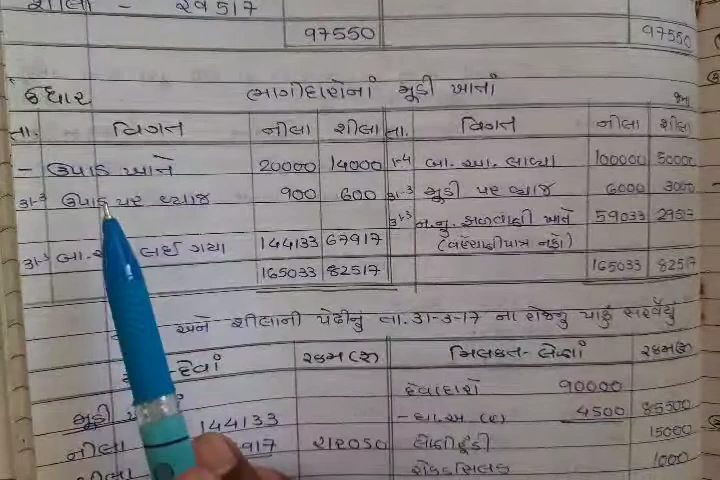 શીલા - ૨૯૫17
97550 97550
ઉધાર ભાગીદારોનાં મૂડી ખાતાં જમા
તા. વિગત નીલા શીલા તા. વિગત નીલા શીલા
- ઉપાડ ખાતે 20000 14000 1-4 બા. આ. લાવ્યા 100000 50000
31-3 ઉપાડ પર વ્યાજ 900 600 31-3 મૂડી પર વ્યાજ 6000 3000
31-3 ન.નુ. ફાળવણી ખાતે 59033 29517
31-3 બા. લઈ ગયા 144133 67917 (વહેંચણીપાત્ર નફો)
165033 82517 165033 82517
અને શીલાની પેઢીનું તા. 31-3-17 ના રોજનું પાકું સરવૈયું
દેવાં રકમ(રૂ) મિલકત-લેણાં રકમ(રૂ)
મૂડી દેવાદારો 90000
નીલા 144133 - ઘા.અ 4500 85500
917 212050 લેણીહૂંડી 15000
રોકડસિલક 1000